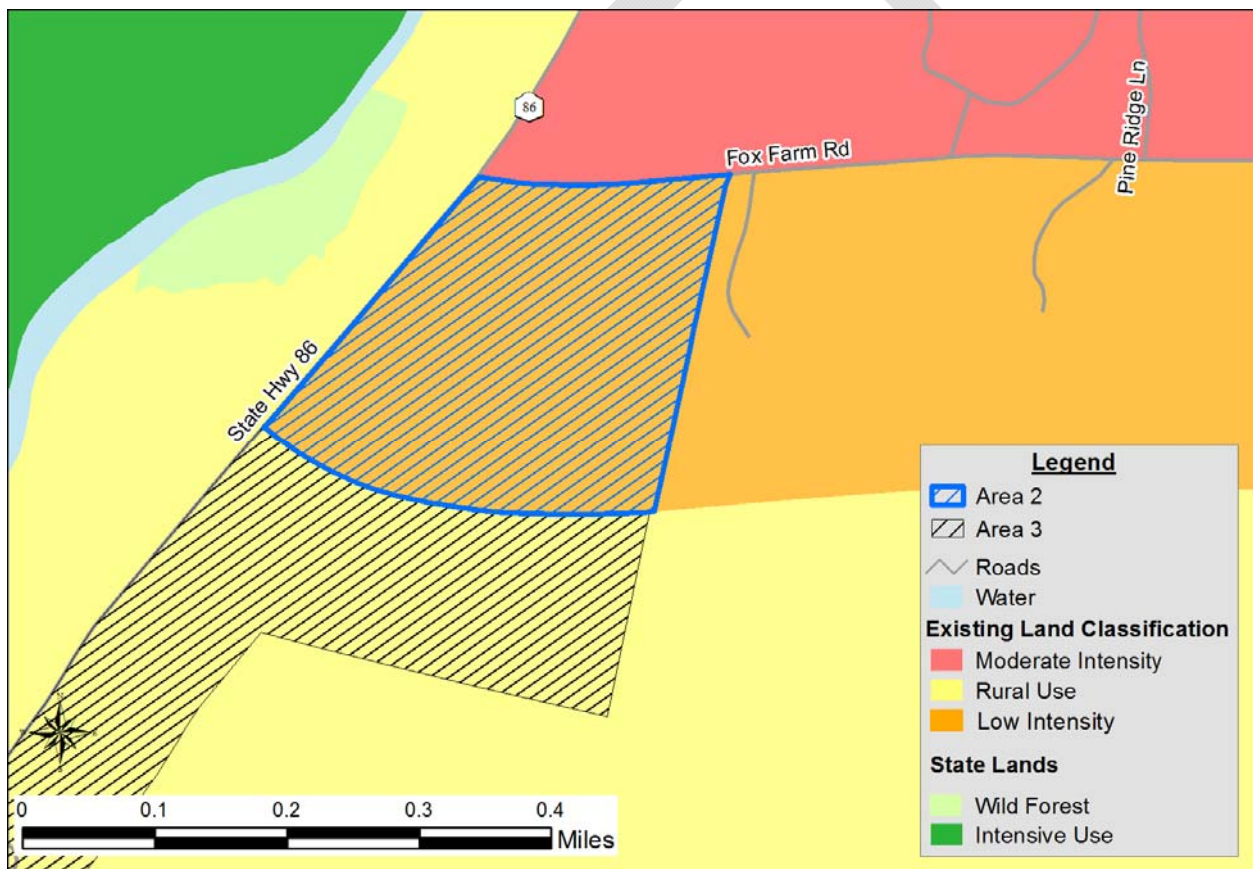 86
Fox Farm Rd
Pine Ridge Ln
State Hwy 86
Legend
Area 2
Area 3
Roads
Water
Existing Land Classification
Moderate Intensity
Rural Use
Low Intensity
State Lands
Wild Forest
Intensive Use
0 0.1 0.2 0.3 0.4
Miles